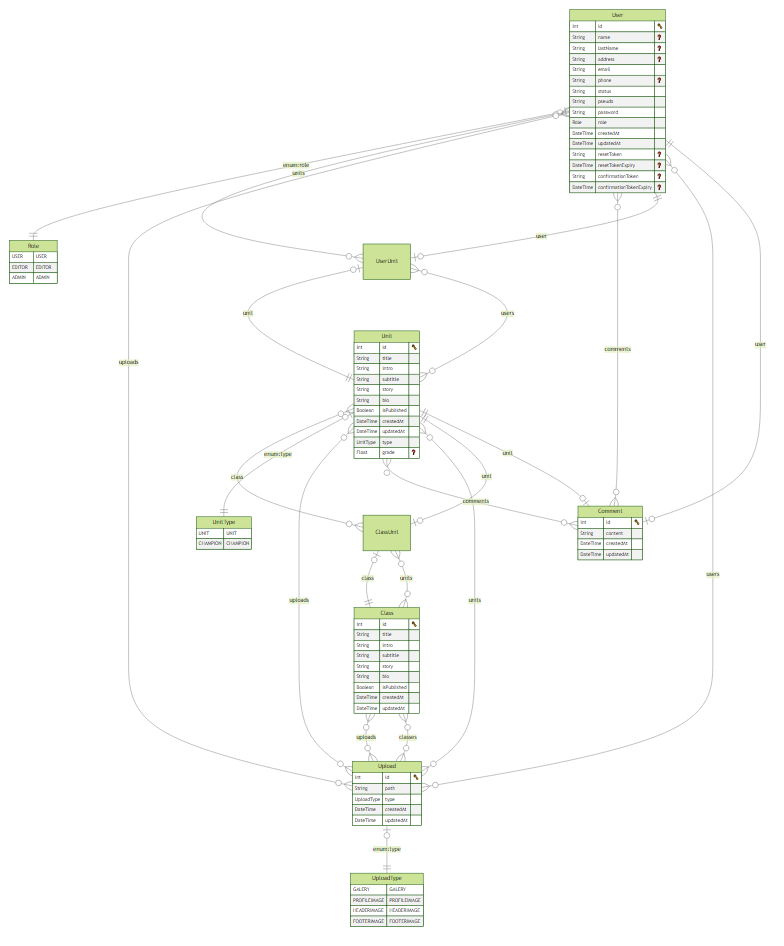 User
int id
String name ?
String lastName ?
String address ?
String email
String phone ?
String status
String pseudo
String password
Role role
DateTime createdAt
DateTime updatedAt
String resetToken ?
DateTime resetTokenExpiry ?
String confirmationToken ?
DateTime confirmationTokenExpiry ?
enum:role
units
user
Role
USER USER
EDITOR EDITOR
ADMIN ADMIN
UserUnit
unit
users
uploads
comments
user
Unit
int id
String title
String intro
String subtitle
String story
String bio
Boolean isPublished
DateTime createdAt
DateTime updatedAt
UnitType type
Float grade ?
enum:type
class
unit
unit
comments
UnitType
UNIT UNIT
CHAMPION CHAMPION
ClassUnit
Comment
int id
String content
DateTime createdAt
DateTime updatedAt
class
units
uploads
units
users
Class
int id
String title
String intro
String subtitle
String story
String bio
Boolean isPublished
DateTime createdAt
DateTime updatedAt
uploads
classes
Upload
int id
String path
UploadType type
DateTime createdAt
DateTime updatedAt
enum:type
UploadType
GALERY GALERY
PROFILEIMAGE PROFILEIMAGE
HEADERIMAGE HEADERIMAGE
FOOTERIMAGE FOOTERIMAGE